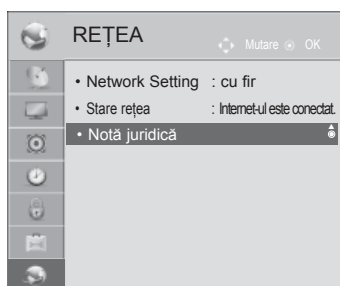 REȚEA
Mutare OK
• Network Setting : cu fir
• Stare rețea : Internet-ul este conectat.
• Notă juridică